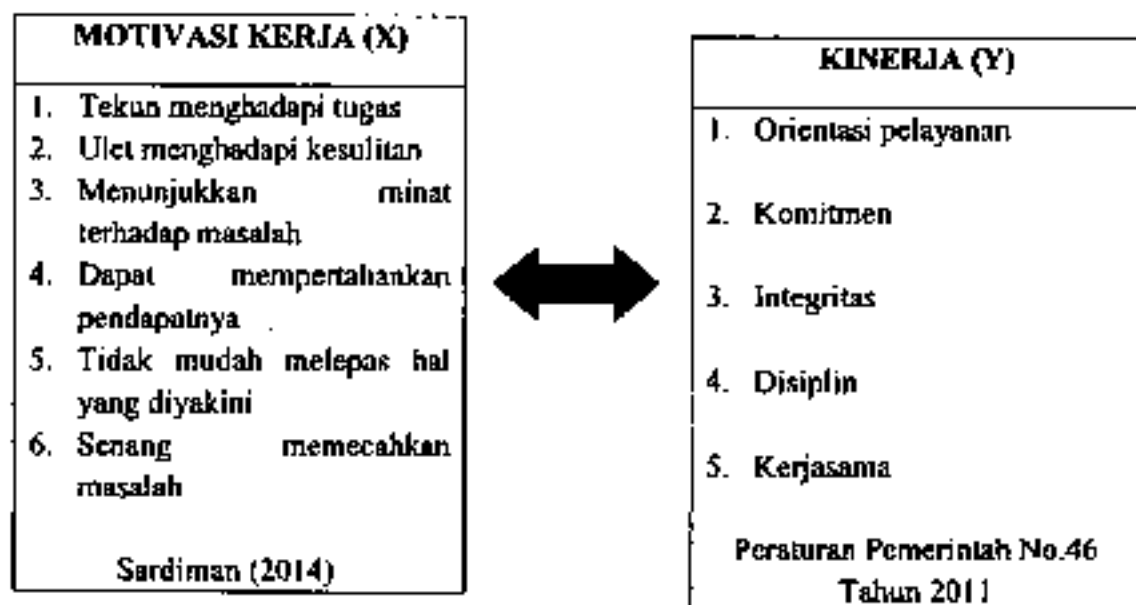 MOTIVASI KERJA (X)
1. Tekun menghadapi tugas
2. Ulet menghadapi kesulitan
3. Menunjukkan minat
terhadap masalah
4. Dapat mempertahankan
pendapatnya
5. Tidak mudah melepas hal
yang diyakini
6. Senang memecahkan
masalah
Sardiman (2014)
KINERJA (Y)
1. Orientasi pelayanan
2. Komitmen
3. Integritas
4. Disiplin
5. Kerjasama
Peraturan Pemerintah No.46
Tahun 2011